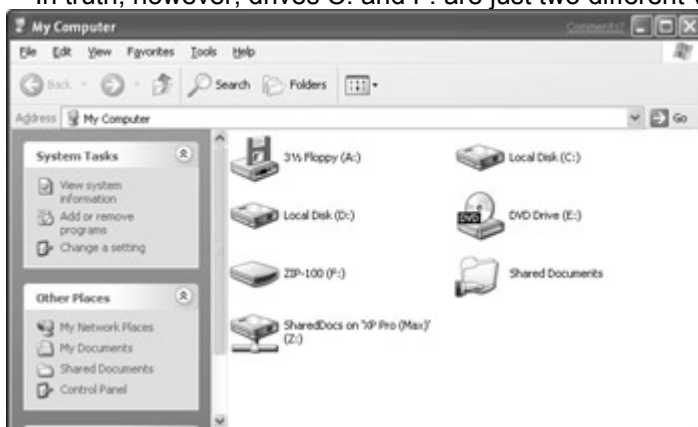 In truth, however, drives and are just two different
My Computer
Comments?
File Edit View Favorites Tools Help
Back Search Folders
Address My Computer Go
System Tasks
View system
information
Add or remove
programs
Change a setting
Other Places
My Network Places
My Documents
Shared Documents
Control Panel
3½ Floppy (A:)
Local Disk (C:)
Local Disk (D:)
DVD
DVD Drive (E:)
ZIP-100 (F:)
Shared Documents
SharedDocs on 'XP Pro (Max)'
(Z:)